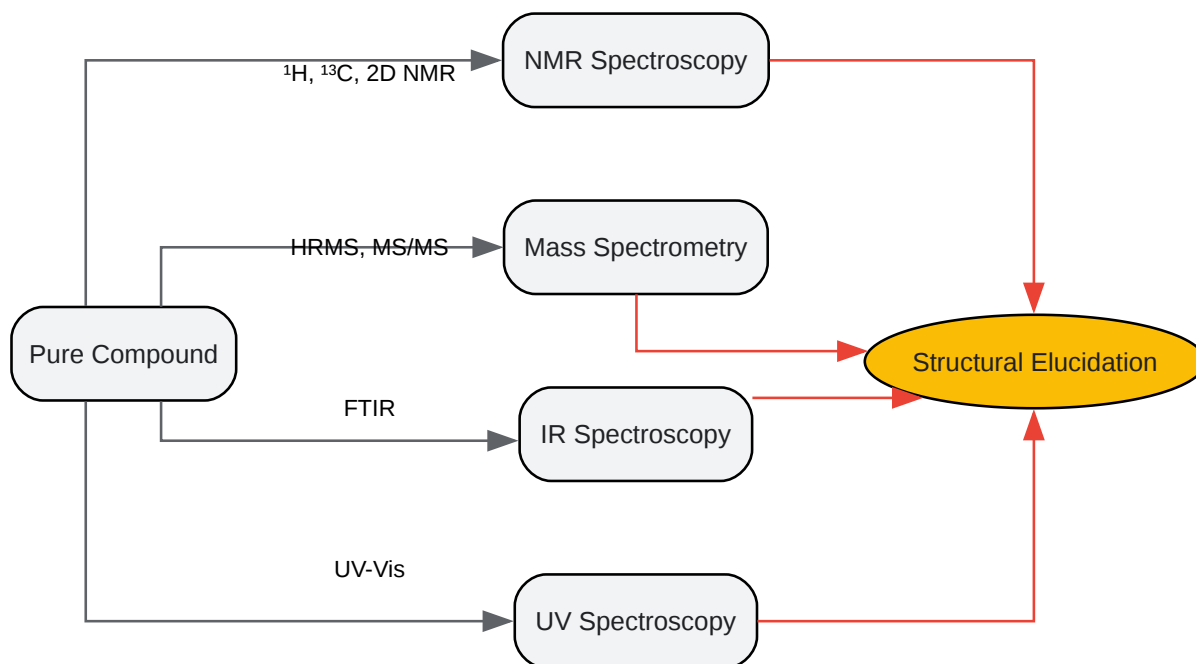 NMR Spectroscopy
¹H, ¹³C, 2D NMR
HRMS, MS/MS
Mass Spectrometry
Pure Compound
Structural Elucidation
FTIR
IR Spectroscopy
UV-Vis
UV Spectroscopy